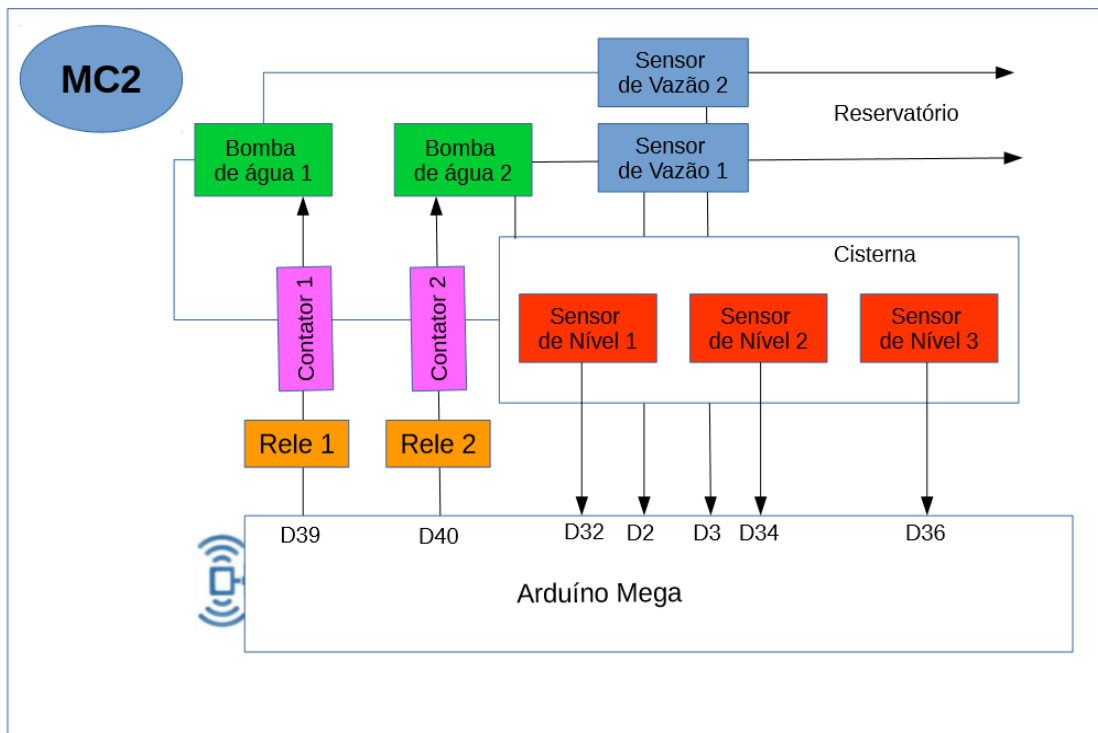 MC2
Sensor
de Vazão 2
Reservatório
Bomba
de água 1
Bomba
de água 2
Sensor
de Vazão 1
Cisterna
Contator 1
Contator 2
Sensor
de Nível 1
Sensor
de Nível 2
Sensor
de Nível 3
Rele 1
Rele 2
D39
D40
D32
D2
D3
D34
D36
Arduíno Mega